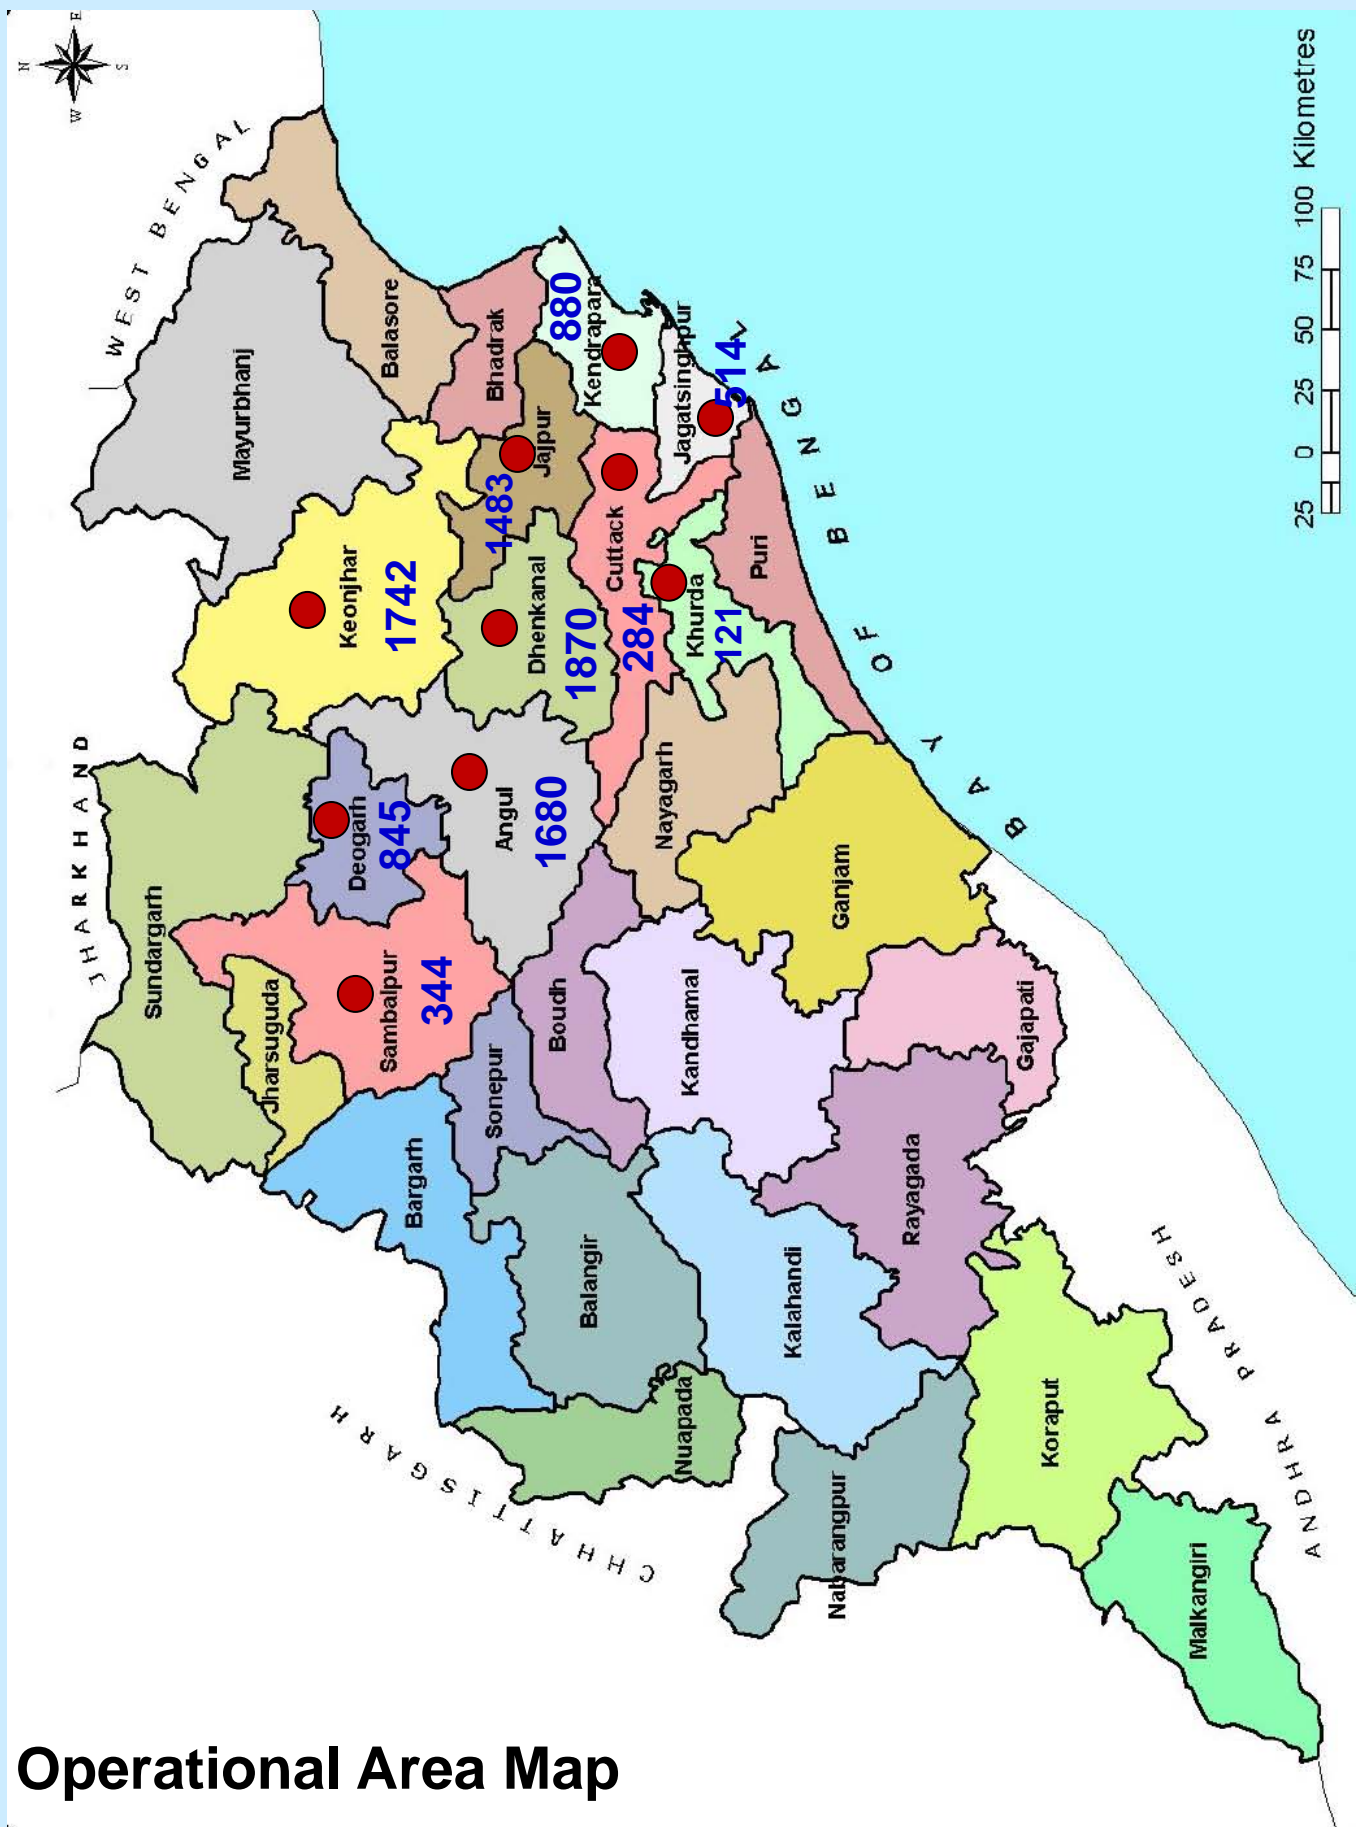 Operational Area Map
N
E
S
W
WEST BENGAL
JHARKHAND
CHHATTISGARH
ANDHRA PRADESH
BAY OF BENGAL
Mayurbhanj
Balasore
Bhadrak
Kendrapara
880
Jagatsinghpur
514
Jajpur
1483
Keonjhar
1742
Dhenkanal
1870
Cuttack
284
Khurda
121
Puri
Nayagarh
Angul
1680
Deogarh
845
Sundargarh
Jharsuguda
Sambalpur
344
Sonepur
Boudh
Kandhamal
Ganjam
Gajapati
Rayagada
Bargarh
Balangir
Kalahandi
Nuapada
Nabarangpur
Koraput
Malkangiri
25 0 25 50 75 100 Kilometres